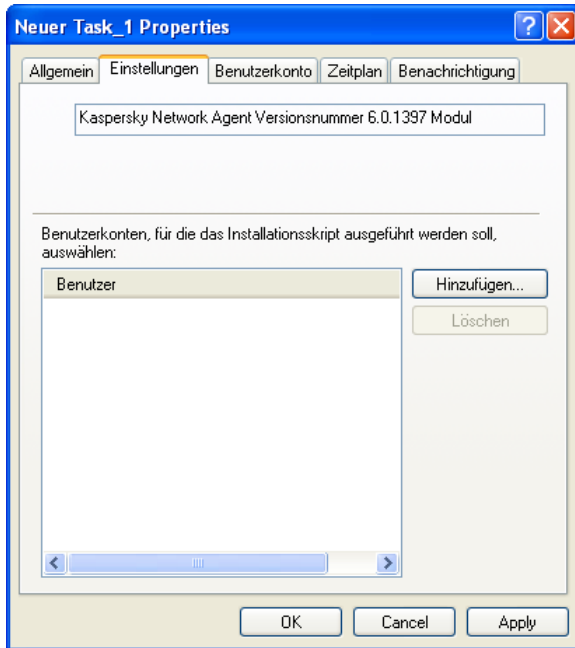 Neuer Task_1 Properties
Allgemein Einstellungen Benutzerkonto Zeitplan Benachrichtigung
Kaspersky Network Agent Versionsnummer 6.0.1397 Modul
Benutzerkonten, für die das Installationsskript ausgeführt werden soll,
auswählen:
Benutzer
Hinzufügen...
Löschen
OK Cancel Apply